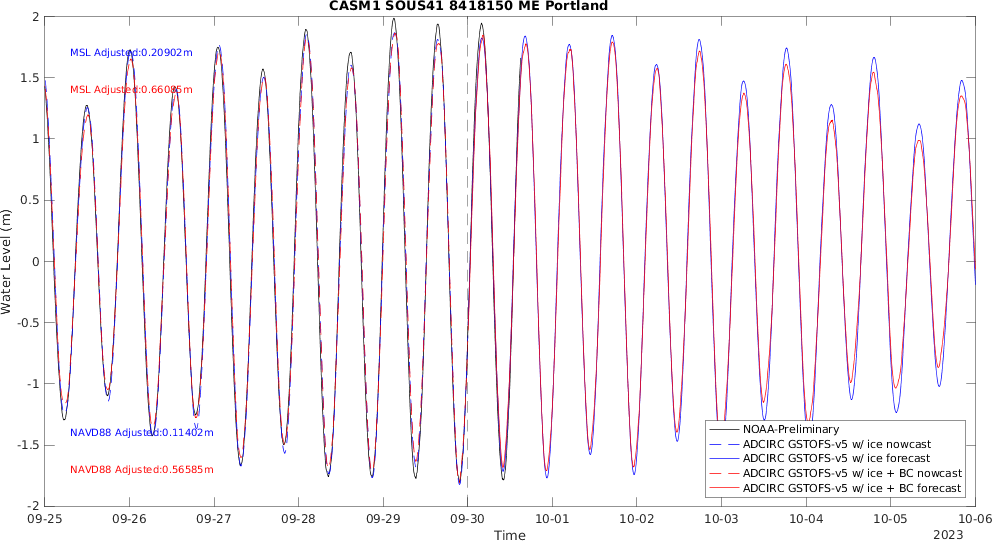 CASM1 SOUS41 8418150 ME Portland
2
1.5
1
0.5
0
-0.5
-1
-1.5
-2
Water Level (m)
MSL Adjusted:0.20902m
MSL Adjusted:0.66085m
NAVD88 Adjusted:0.11402m
NAVD88 Adjusted:0.56585m
NOAA-Preliminary
ADCIRC GSTOFS-v5 w/ ice nowcast
ADCIRC GSTOFS-v5 w/ ice forecast
ADCIRC GSTOFS-v5 w/ ice + BC nowcast
ADCIRC GSTOFS-v5 w/ ice + BC forecast
09-25 09-26 09-27 09-28 09-29 09-30 10-01 10-02 10-03 10-04 10-05 10-06
Time
2023